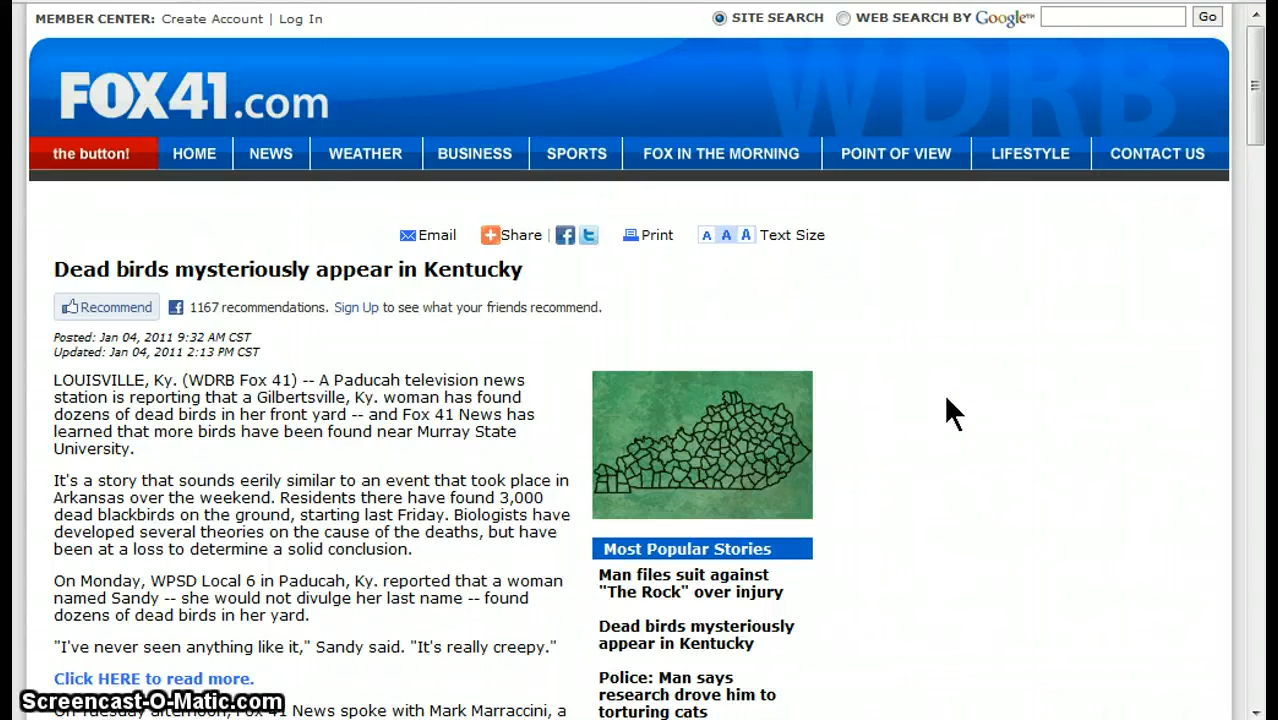 MEMBER CENTER: Create Account | Log In
SITE SEARCH WEB SEARCH BY Google™ Go
WDRB
FOX41.com
the button! HOME NEWS WEATHER BUSINESS SPORTS FOX IN THE MORNING POINT OF VIEW LIFESTYLE CONTACT US
Email Share | Print A A A Text Size
Dead birds mysteriously appear in Kentucky
Recommend 1167 recommendations. Sign Up to see what your friends recommend.
Posted: Jan 04, 2011 9:32 AM CST
Updated: Jan 04, 2011 2:13 PM CST
LOUISVILLE, Ky. (WDRB Fox 41) -- A Paducah television news
station is reporting that a Gilbertsville, Ky. woman has found
dozens of dead birds in her front yard -- and Fox 41 News has
learned that more birds have been found near Murray State
University.
It's a story that sounds eerily similar to an event that took place in
Arkansas over the weekend. Residents there have found 3,000
dead blackbirds on the ground, starting last Friday. Biologists have
developed several theories on the cause of the deaths, but have
been at a loss to determine a solid conclusion.
On Monday, WPSD Local 6 in Paducah, Ky. reported that a woman
named Sandy -- she would not divulge her last name -- found
dozens of dead birds in her yard.
"I've never seen anything like it," Sandy said. "It's really creepy."
Click HERE to read more.
On Tuesday afternoon, Fox 41 News spoke with Mark Marraccini, a
Most Popular Stories
Man files suit against
"The Rock" over injury
Dead birds mysteriously
appear in Kentucky
Police: Man says
research drove him to
torturing cats
Screencast-O-Matic.com